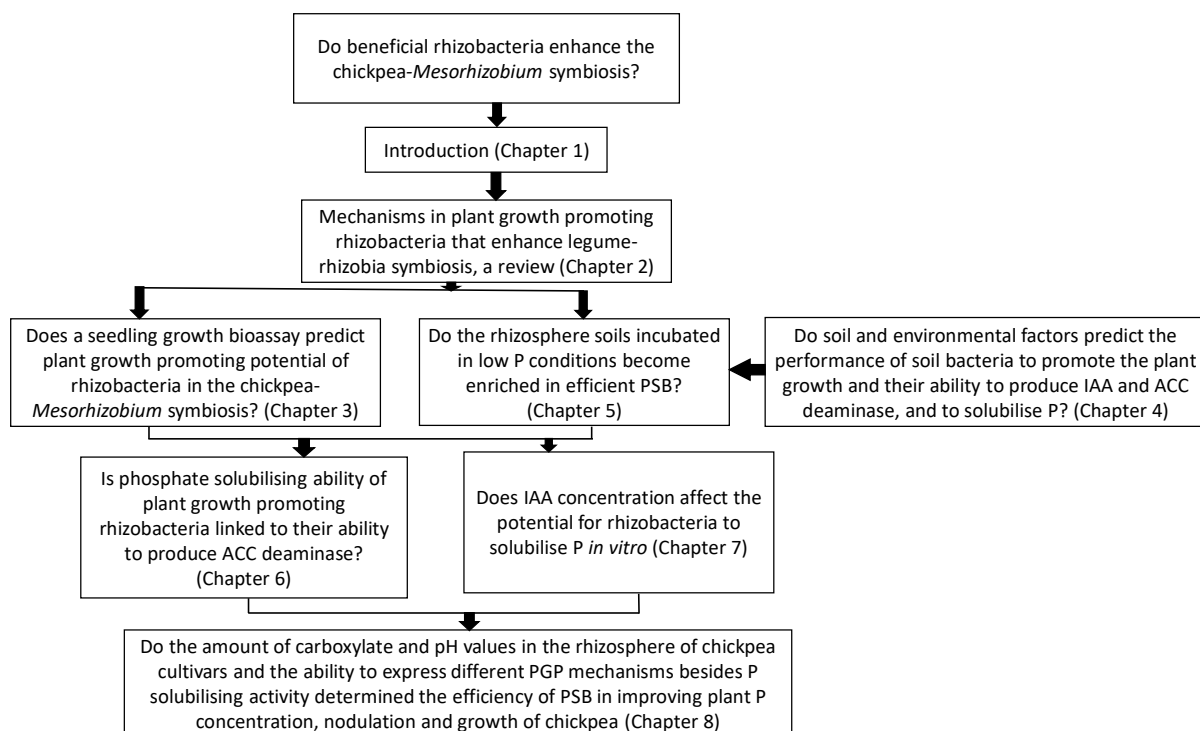 Do beneficial rhizobacteria enhance the
chickpea-Mesorhizobium symbiosis?
Introduction (Chapter 1)
Mechanisms in plant growth promoting
rhizobacteria that enhance legume-
rhizobia symbiosis, a review (Chapter 2)
Does a seedling growth bioassay predict
plant growth promoting potential of
rhizobacteria in the chickpea-
Mesorhizobium symbiosis? (Chapter 3)
Do the rhizosphere soils incubated
in low P conditions become
enriched in efficient PSB?
(Chapter 5)
Do soil and environmental factors predict the
performance of soil bacteria to promote the plant
growth and their ability to produce IAA and ACC
deaminase, and to solubilise P? (Chapter 4)
Is phosphate solubilising ability of
plant growth promoting
rhizobacteria linked to their ability
to produce ACC deaminase?
(Chapter 6)
Does IAA concentration affect the
potential for rhizobacteria to
solubilise P in vitro (Chapter 7)
Do the amount of carboxylate and pH values in the rhizosphere of chickpea
cultivars and the ability to express different PGP mechanisms besides P
solubilising activity determined the efficiency of PSB in improving plant P
concentration, nodulation and growth of chickpea (Chapter 8)